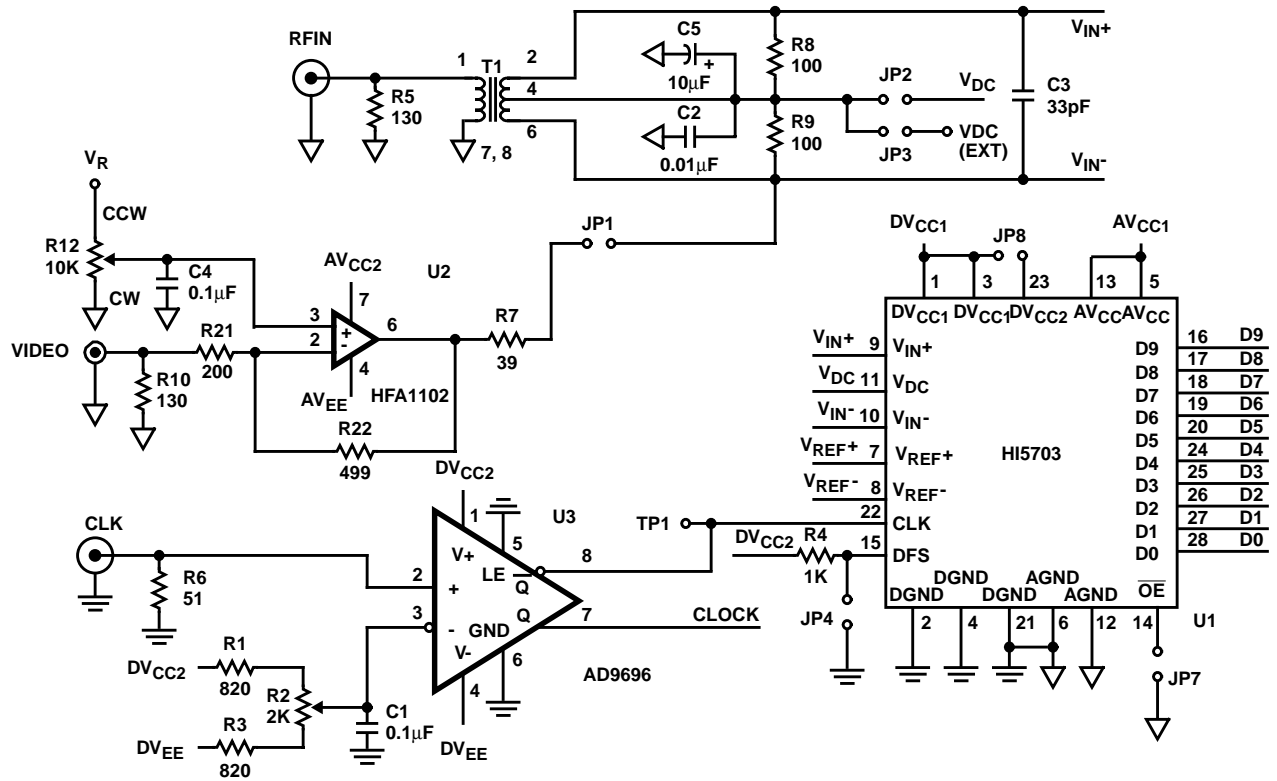 RFIN
1
T1
2
4
6
7, 8
R5
130
C5
+
10μF
C2
0.01μF
R8
100
R9
100
JP2
VDC
JP3
VDC
(EXT)
C3
33pF
VIN+
VIN-
VR
CCW
R12
10K
CW
C4
0.1μF
VIDEO
R10
130
R21
200
AVCC2
U2
7
3
+
2
-
6
4
AVEE
HFA1102
R22
499
R7
39
JP1
DVCC1
JP8
AVCC1
1
3
23
13
5
DVCC1
DVCC1
DVCC2
AVCC
AVCC
VIN+
9
VIN+
VDC
11
VDC
VIN-
10
VIN-
VREF+
7
VREF+
VREF-
8
VREF-
22
CLK
15
DFS
HI5703
D9
16
D9
D8
17
D8
D7
18
D7
D6
19
D6
D5
20
D5
D4
24
D4
D3
25
D3
D2
26
D2
D1
27
D1
D0
28
D0
DGND
DGND
DGND
AGND
AGND
OE
2
4
21
6
12
14
U1
JP7
TP1
DVCC2
R4
1K
JP4
CLK
R6
51
DVCC2
1
U3
5
V+
LE
Q
8
2
+
3
-
GND
Q
7
CLOCK
V-
6
4
DVEE
AD9696
DVCC2
R1
820
R2
2K
DVEE
R3
820
C1
0.1μF